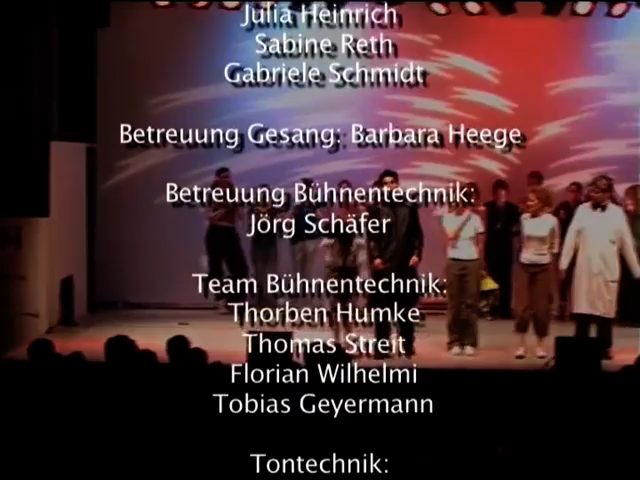 Julia Heinrich
Sabine Reth
Gabriele Schmidt
Betreuung Gesang: Barbara Heege
Betreuung Bühnentechnik:
Jörg Schäfer
Team Bühnentechnik:
Thorben Humke
Thomas Streit
Florian Wilhelmi
Tobias Geyermann
Tontechnik: